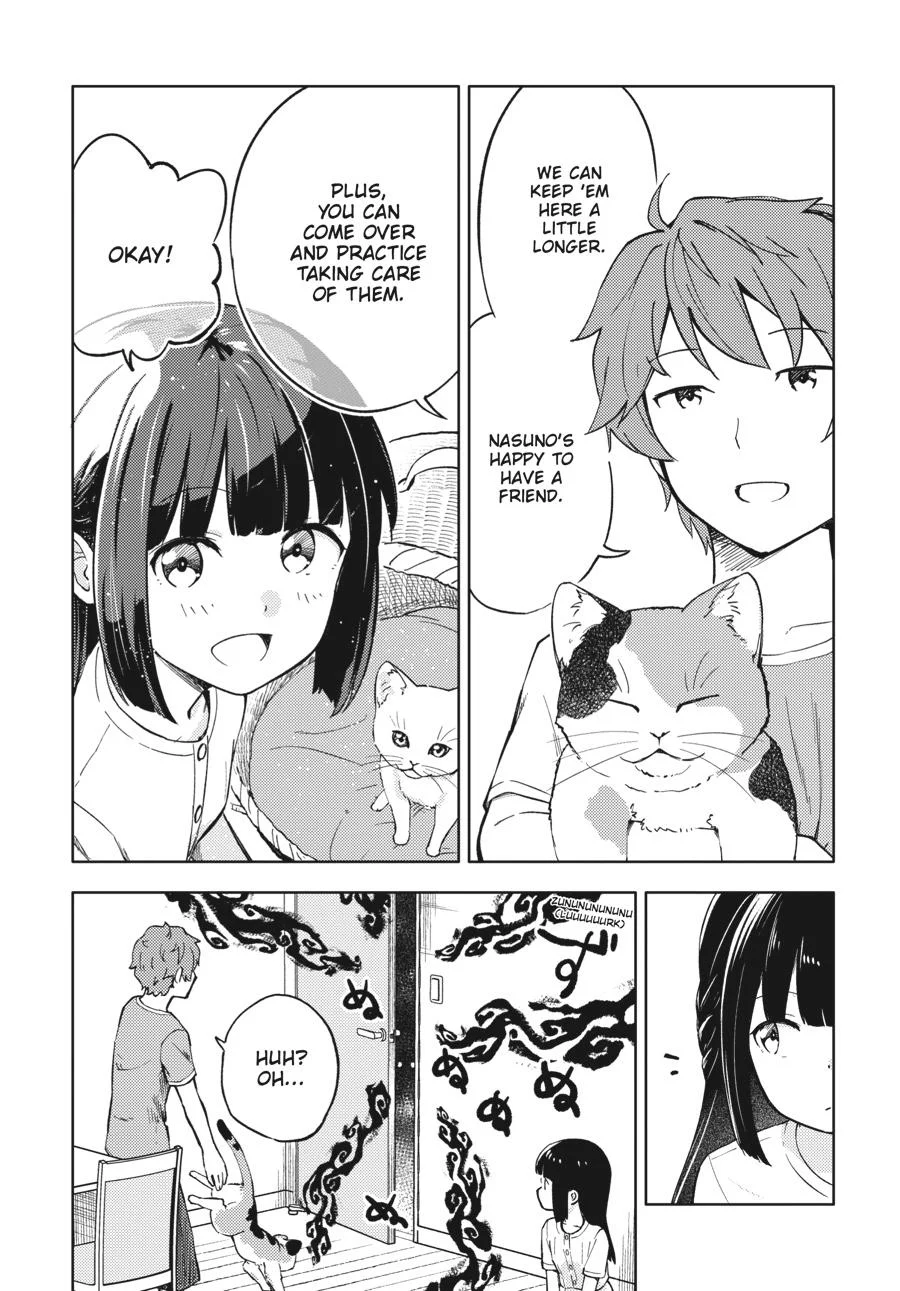 WE CAN
KEEP 'EM
HERE A
LITTLE
LONGER.
NASUNO'S
HAPPY TO
HAVE A
FRIEND.
PLUS,
YOU CAN
COME OVER
AND PRACTICE
TAKING CARE
OF THEM.
OKAY!
ZUNUNUNUNUNU
(LUUUUUURK)
ず
ぬ
ぬ
ぬ
ぬ
ぬ
HUH?
OH...